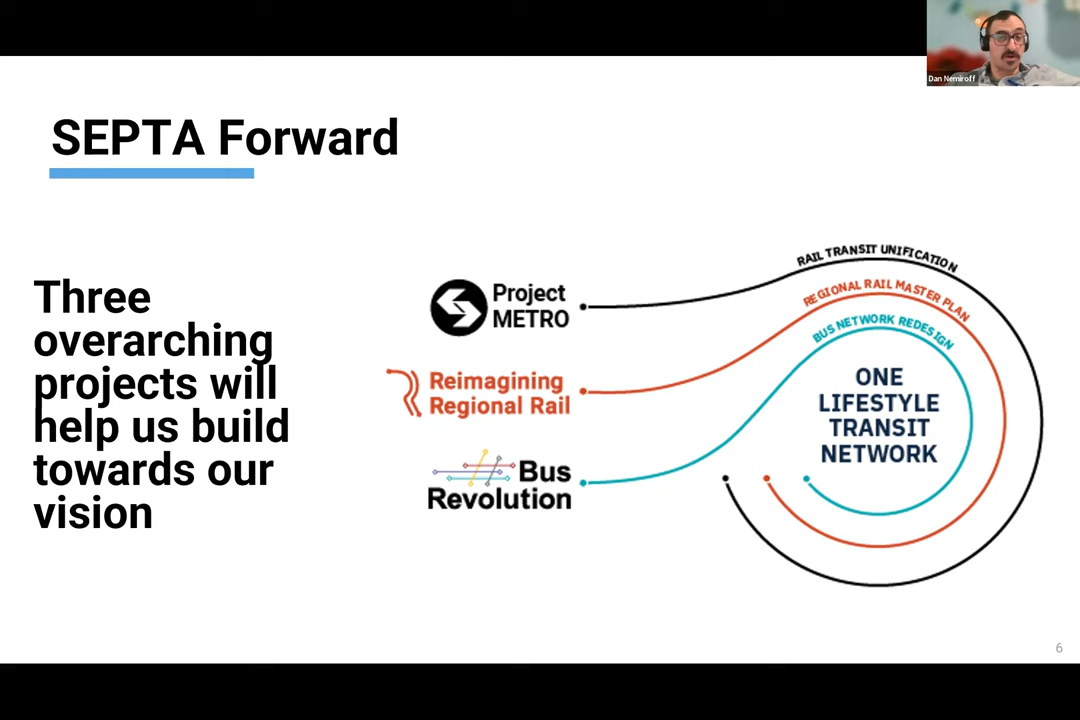 Dan Nemiroff
SEPTA Forward
Three
overarching
projects will
help us build
towards our
vision
Project
METRO
Reimagining
Regional Rail
Bus
Revolution
RAIL TRANSIT UNIFICATION
REGIONAL RAIL MASTER PLAN
BUS NETWORK REDESIGN
ONE
LIFESTYLE
TRANSIT
NETWORK
6